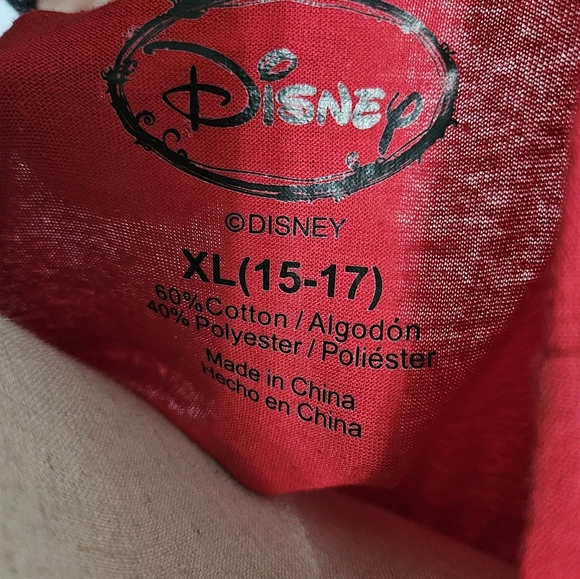 DISNEY
©DISNEY
XL(15-17)
60% Cotton / Algodón
40% Polyester / Poliéster
Made in China
Hecho en China